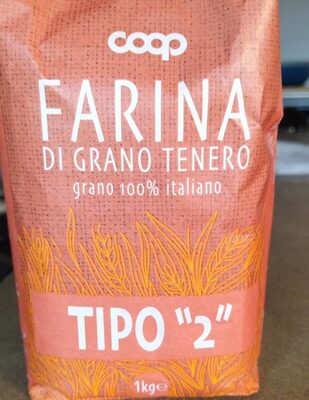 coop
FARINA
DI GRANO TENERO
grano 100% italiano
TIPO "2"
1kg℮